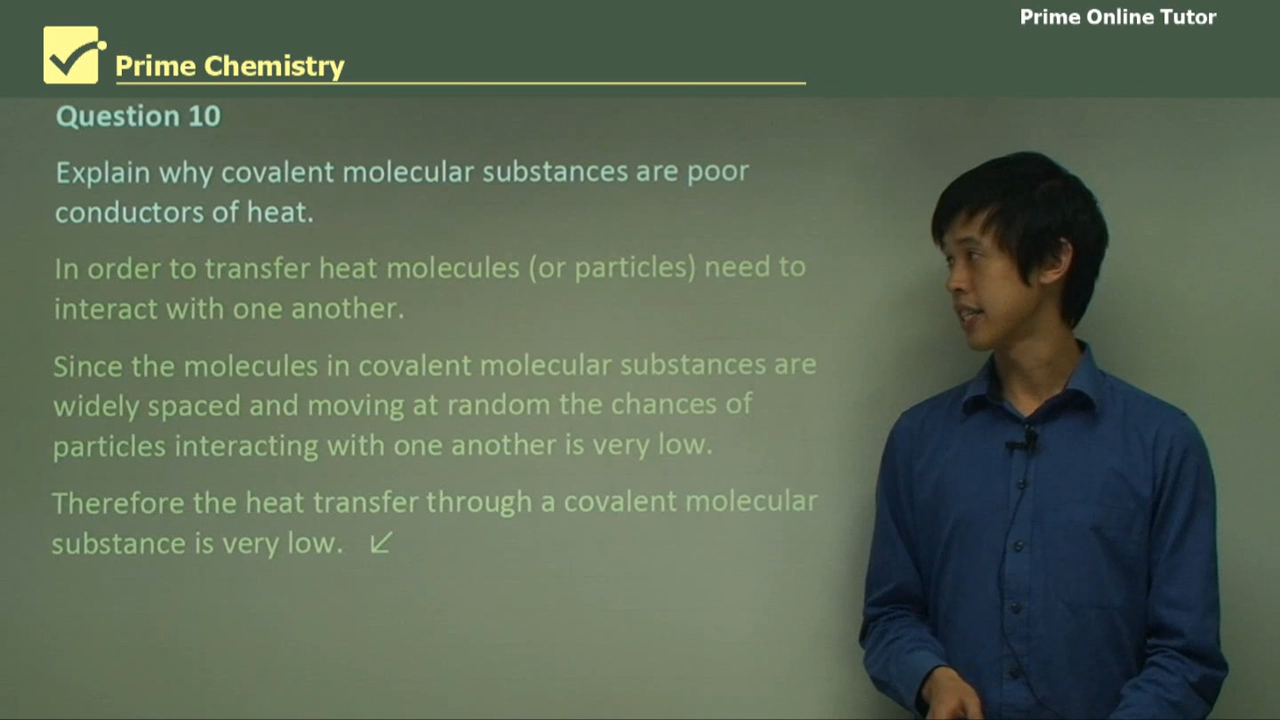 Prime Online Tutor
Prime Chemistry
Question 10
Explain why covalent molecular substances are poor
conductors of heat.
In order to transfer heat molecules (or particles) need to
interact with one another.
Since the molecules in covalent molecular substances are
widely spaced and moving at random the chances of
particles interacting with one another is very low.
Therefore the heat transfer through a covalent molecular
substance is very low.